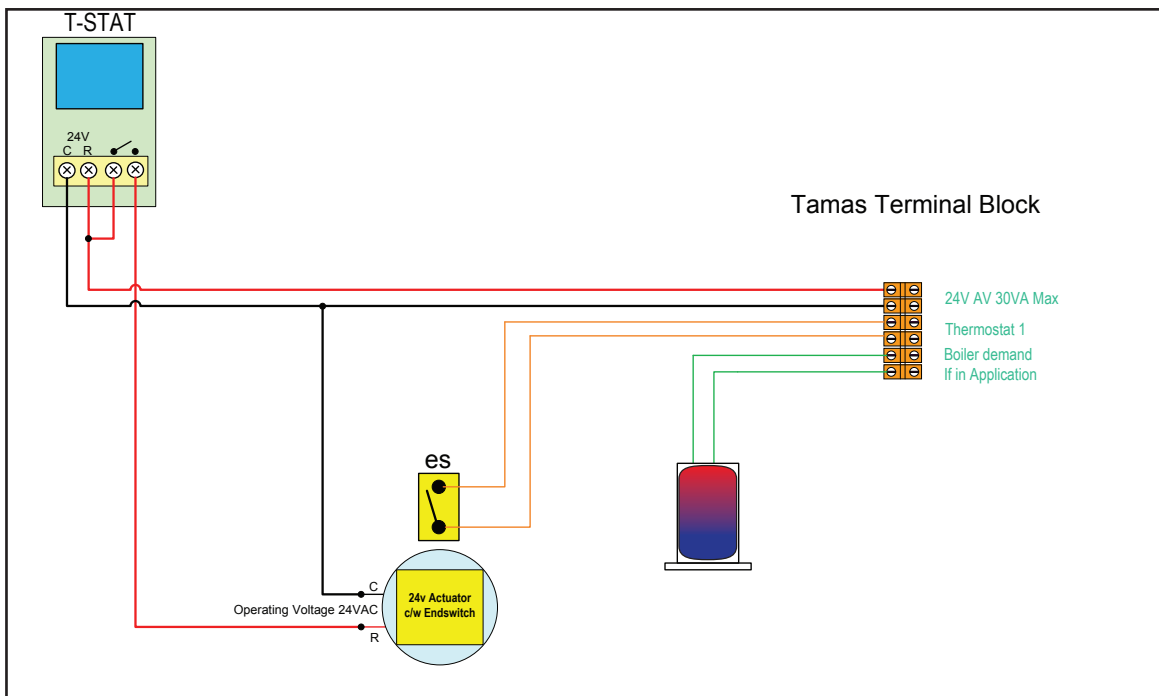 T-STAT
24V
C R
Tamas Terminal Block
24V AV 30VA Max
Thermostat 1
Boiler demand
If in Application
es
C
24v Actuator
c/w Endswitch
Operating Voltage 24VAC
R